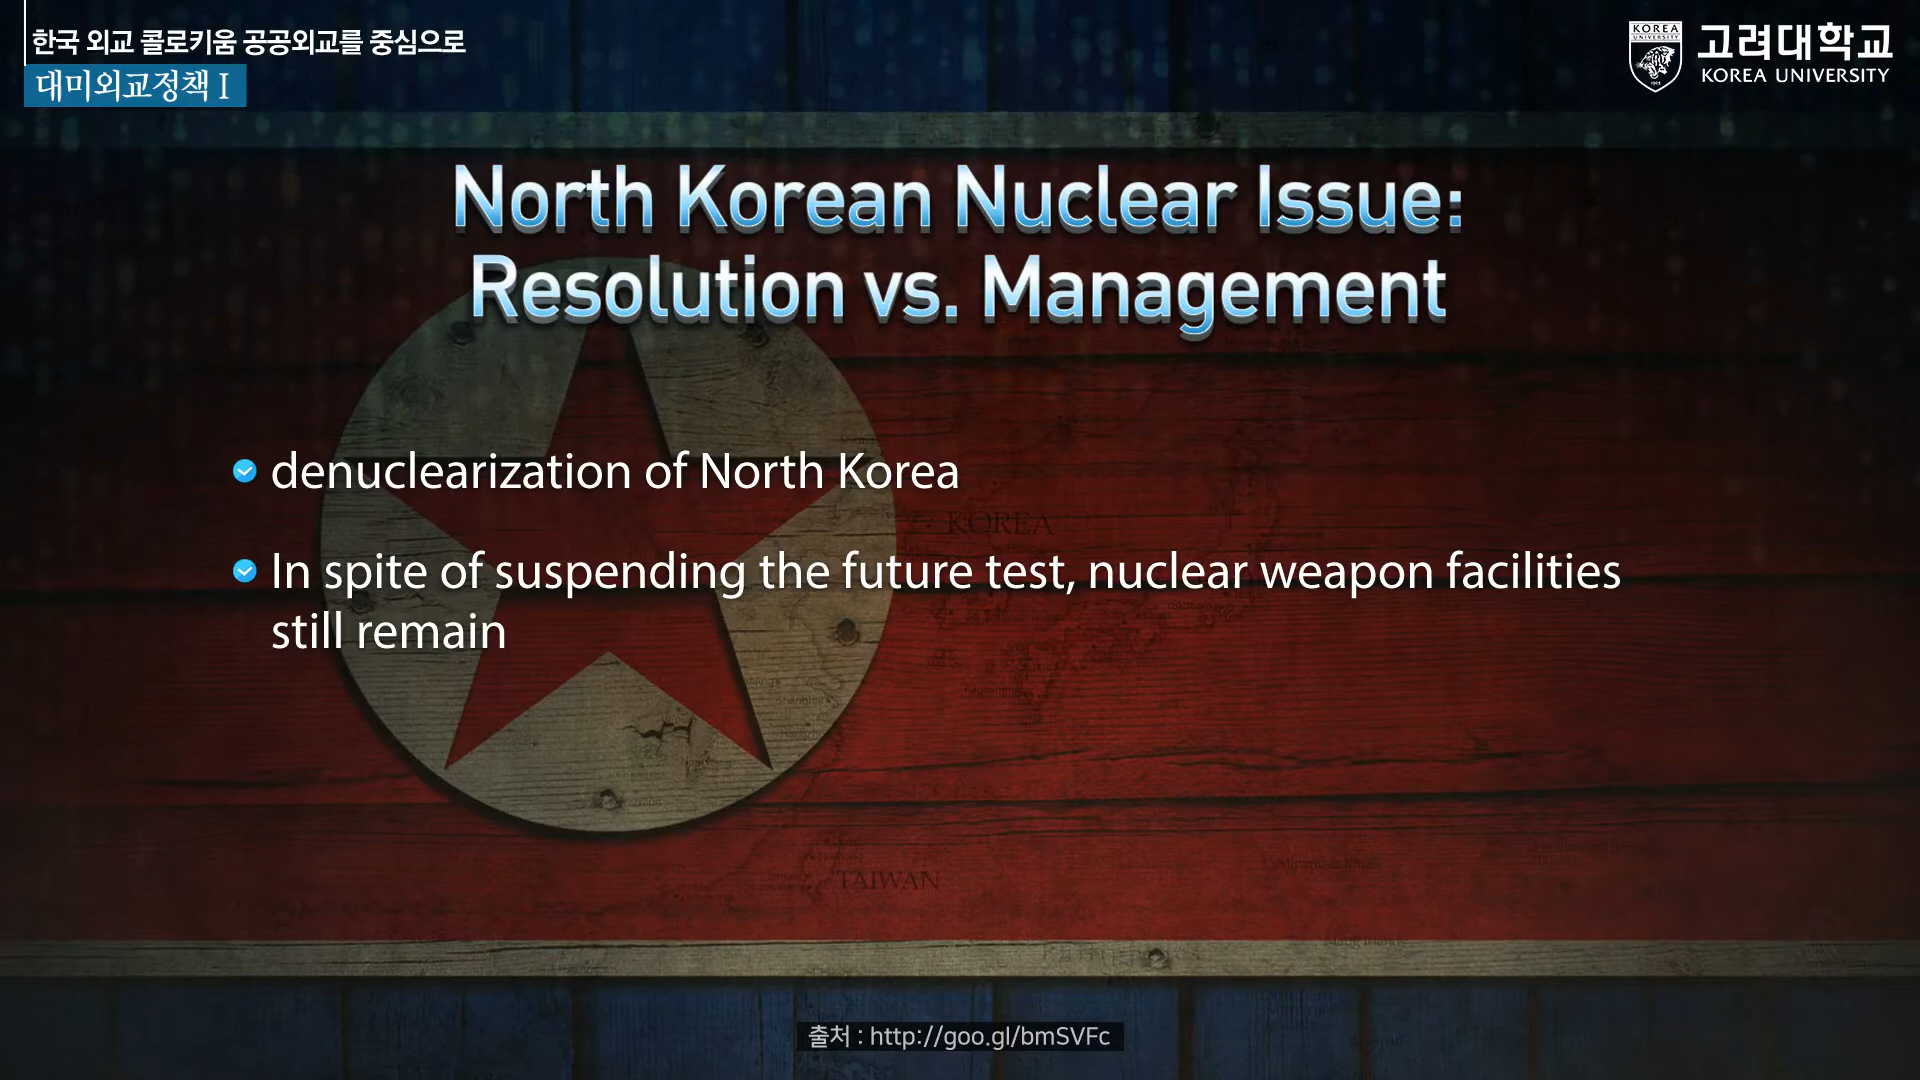 한국 외교 콜로키움 공공외교를 중심으로
대미외교정책 I
KOREA
UNIVERSITY
1905
고려대학교
KOREA UNIVERSITY
North Korean Nuclear Issue:
Resolution vs. Management
denuclearization of North Korea
KOREA
In spite of suspending the future test, nuclear weapon facilities
still remain
TAIWAN
출처 : http://goo.gl/bmSVFc